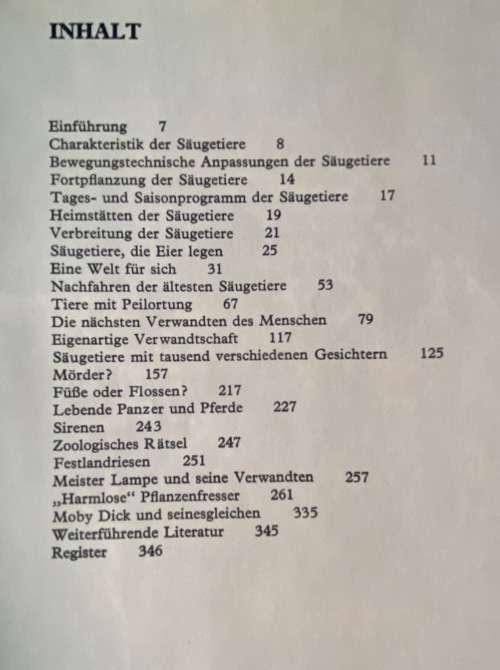 INHALT
Einführung 7
Charakteristik der Säugetiere 8
Bewegungstechnische Anpassungen der Säugetiere 11
Fortpflanzung der Säugetiere 14
Tages- und Saisonprogramm der Säugetiere 17
Heimstätten der Säugetiere 19
Verbreitung der Säugetiere 21
Säugetiere, die Eier legen 25
Eine Welt für sich 31
Nachfahren der ältesten Säugetiere 53
Tiere mit Peilortung 67
Die nächsten Verwandten des Menschen 79
Eigenartige Verwandtschaft 117
Säugetiere mit tausend verschiedenen Gesichtern 125
Mörder? 157
Füße oder Flossen? 217
Lebende Panzer und Pferde 227
Sirenen 243
Zoologisches Rätsel 247
Festlandriesen 251
Meister Lampe und seine Verwandten 257
„Harmlose“ Pflanzenfresser 261
Moby Dick und seinesgleichen 335
Weiterführende Literatur 345
Register 346